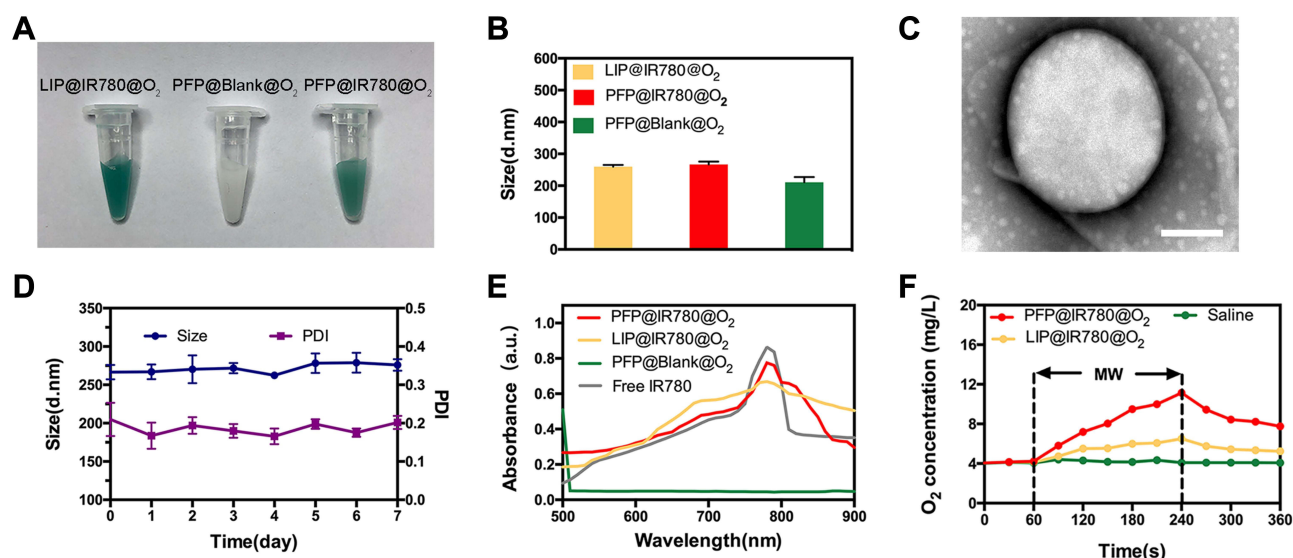 A
LIP@IR780@O2 PFP@Blank@O2 PFP@IR780@O2
B
Size(d.nm)
600
500
400
300
200
100
0
LIP@IR780@O2
PFP@IR780@O2
PFP@Blank@O2
C
D
Size(d.nm)
350
300
250
200
150
100
Size
PDI
0.5
0.4
0.3
0.2
0.1
0.0
PDI
0 1 2 3 4 5 6 7
Time(day)
E
Absorbance (a.u.)
1.0
0.8
0.6
0.4
0.2
0.0
PFP@IR780@O2
LIP@IR780@O2
PFP@Blank@O2
Free IR780
500 600 700 800 900
Wavelength(nm)
F
O2 concentration (mg/L)
20
16
12
8
4
0
PFP@IR780@O2 Saline
LIP@IR780@O2
MW
0 60 120 180 240 300 360
Time(s)